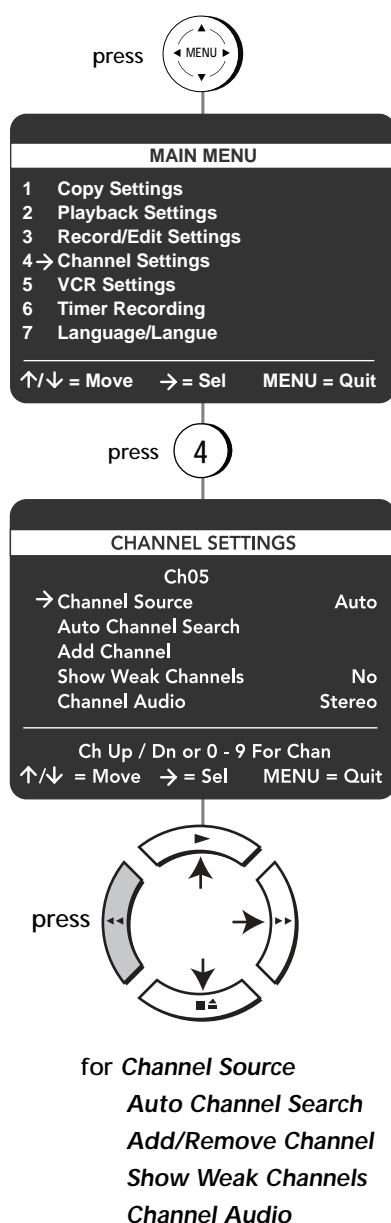 press MENU
MAIN MENU
1 Copy Settings
2 Playback Settings
3 Record/Edit Settings
4→ Channel Settings
5 VCR Settings
6 Timer Recording
7 Language/Langue
↑/↓ = Move → = Sel MENU = Quit
press 4
CHANNEL SETTINGS
Ch05
→ Channel Source Auto
Auto Channel Search
Add Channel
Show Weak Channels No
Channel Audio Stereo
Ch Up / Dn or 0 - 9 For Chan
↑/↓ = Move → = Sel MENU = Quit
press
for Channel Source
Auto Channel Search
Add/Remove Channel
Show Weak Channels
Channel Audio